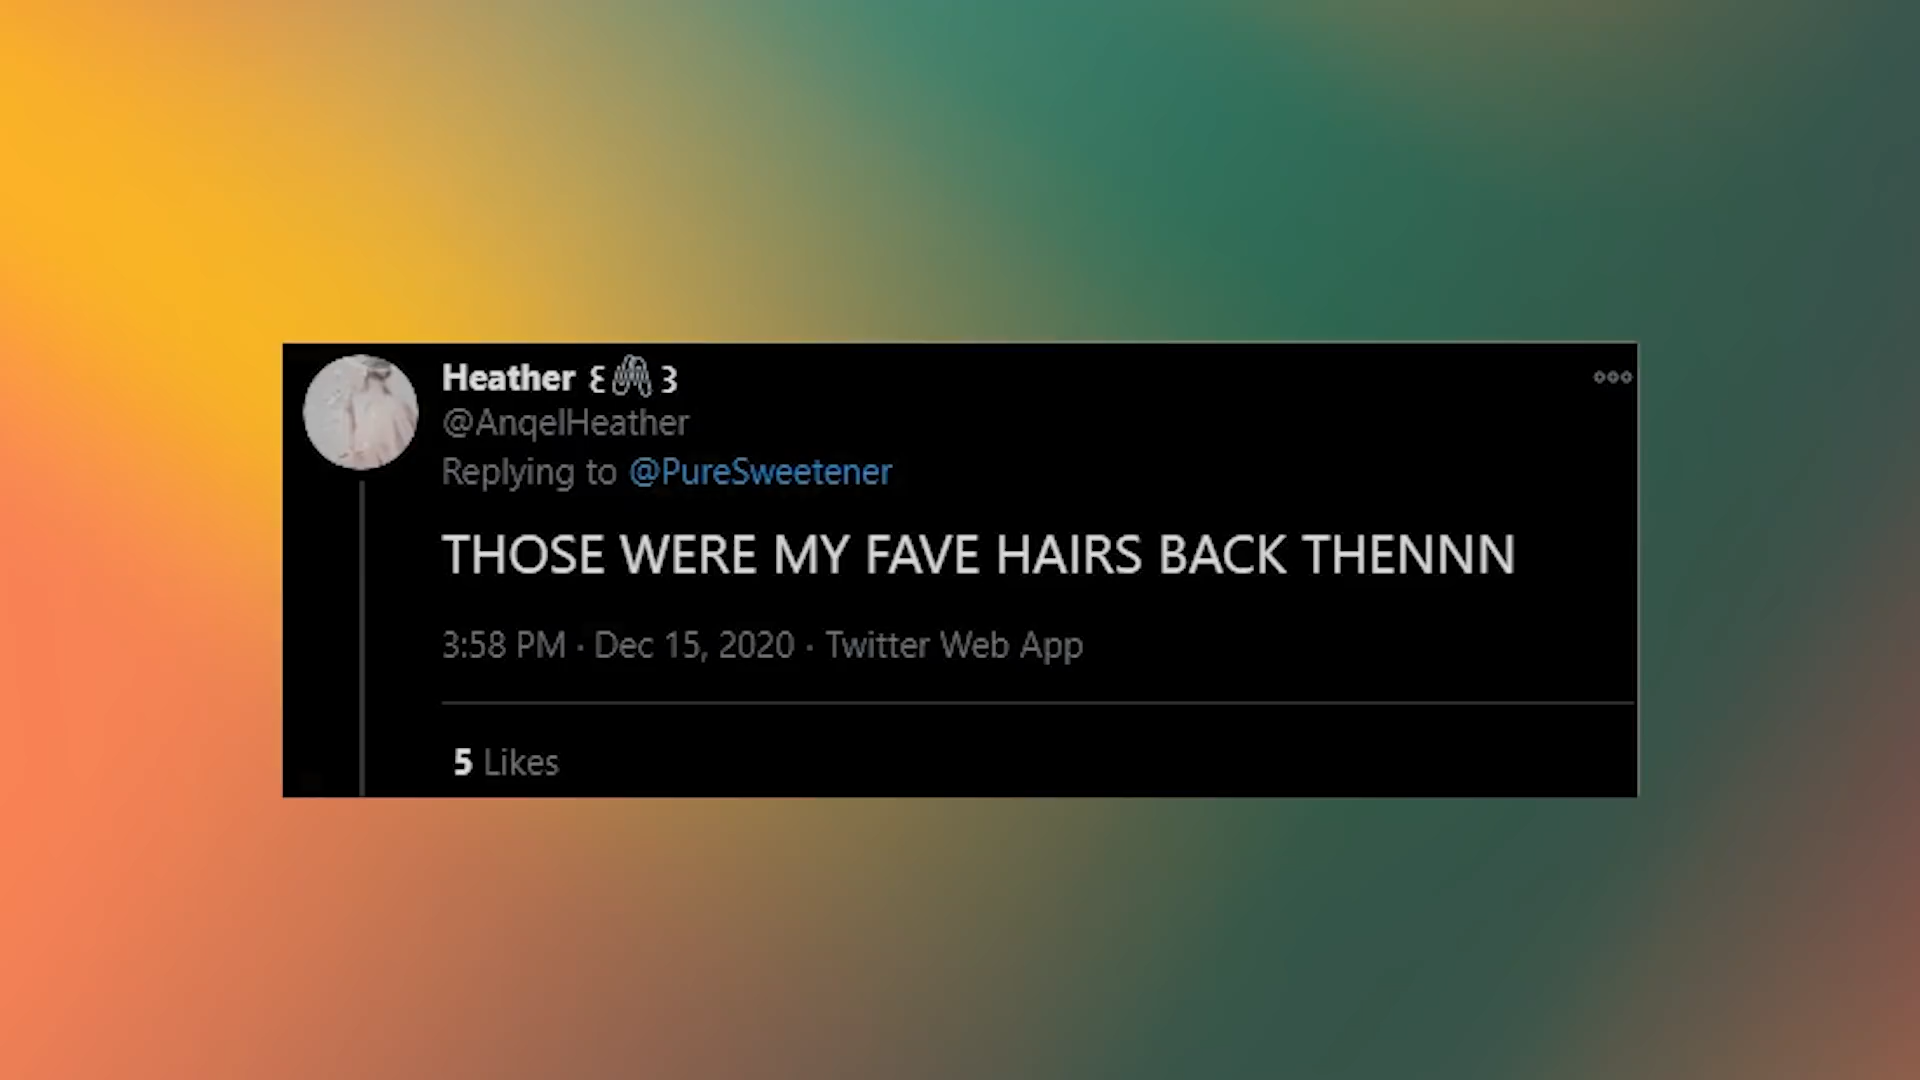 Heather ꒰🪽꒱
@AnqelHeather
Replying to @PureSweetener
THOSE WERE MY FAVE HAIRS BACK THENNN
3:58 PM · Dec 15, 2020 · Twitter Web App
5 Likes